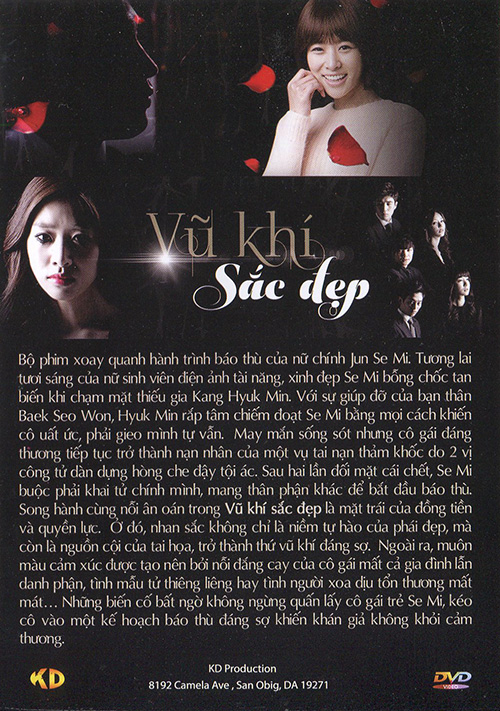 Vũ khí
Sắc đẹp
Bộ phim xoay quanh hành trình báo thù của nữ chính Jun Se Mi. Tương lai
tươi sáng của nữ sinh viên điện ảnh tài năng, xinh đẹp Se Mi bỗng chốc tan
biến khi chạm mặt thiếu gia Kang Hyuk Min. Với sự giúp đỡ của bạn thân
Baek Seo Won, Hyuk Min rắp tâm chiếm đoạt Se Mi bằng mọi cách khiến
cô uất ức, phải gieo mình tự vẫn. May mắn sống sót nhưng cô gái đáng
thương tiếp tục trở thành nạn nhân của một vụ tai nạn thảm khốc do 2 vị
công tử dàn dựng hòng che đậy tội ác. Sau hai lần đối mặt cái chết, Se Mi
buộc phải khai tử chính mình, mang thân phận khác để bắt đầu báo thù.
Song hành cùng nỗi ân oán trong Vũ khí sắc đẹp là mặt trái của đồng tiền
và quyền lực. Ở đó, nhan sắc không chỉ là niềm tự hào của phái đẹp, mà
còn là nguồn cội của tai họa, trở thành thứ vũ khí đáng sợ. Ngoài ra, muôn
màu cảm xúc được tạo nên bởi nỗi đắng cay của cô gái mất cả gia đình lẫn
danh phận, tình mẫu tử thiêng liêng hay tình người xoa dịu tổn thương mất
mát... Những biến cố bất ngờ không ngừng quấn lấy cô gái trẻ Se Mi, kéo
cô vào một kế hoạch báo thù đáng sợ khiến khán giả không khỏi cảm
thương.
KD Production
8192 Camela Ave , San Obig, DA 19271
KD
DVD
VIDEO